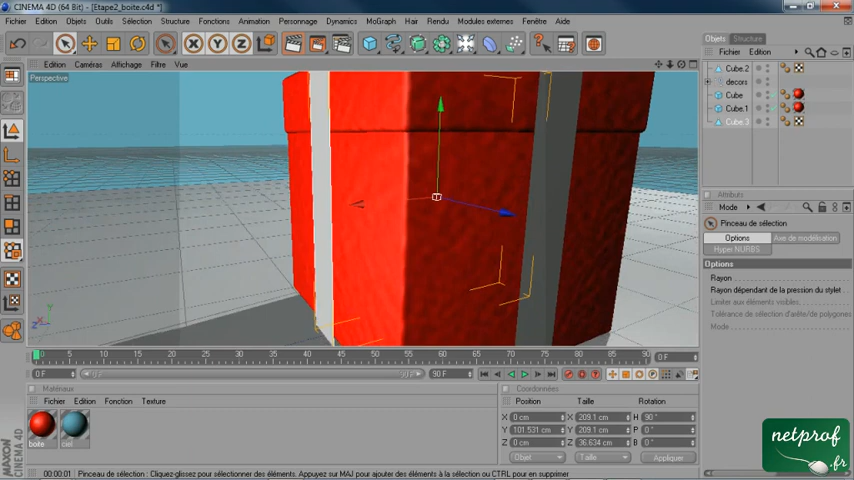 CINEMA 4D (64 Bit) - [Etape2_boite.c4d *]
Fichier Edition Objets Outils Sélection Structure Fonctions Animation Personnage Dynamics MoGraph Hair Rendu Modules externes Fenêtre Aide
Objets Structure
Fichier Edition
Edition Caméras Affichage Filtre Vue
Perspective
Cube.2
decors
Cube
Cube.1
Cube.3
Attributs
Mode
Pinceau de sélection
Options Axe de modélisation
Hyper NURBS
Options
Rayon
Rayon dépendant de la pression du stylet
Limiter aux éléments visibles
Tolérance de sélection d'arête/de polygones
Mode
Y
Z X
0 5 10 15 20 25 30 35 40 45 50 55 60 65 70 75 80 85 90
0 F
0 F 0 F 90 F 90 F
Matériaux
Fichier Edition Fonction Texture
boite ciel
Coordonnées
Position Taille Rotation
X 0 cm X 209.1 cm H 90 °
Y 101.531 cm Y 209.1 cm P 0 °
Z 0 cm Z 36.634 cm B 0 °
Objet Taille Appliquer
MAXON
CINEMA 4D
netprof
.fr
00:00:01 Pinceau de sélection : Cliquez-glissez pour sélectionner des éléments. Appuyez sur MAJ pour ajouter des éléments à la sélection ou CTRL pour en supprimer